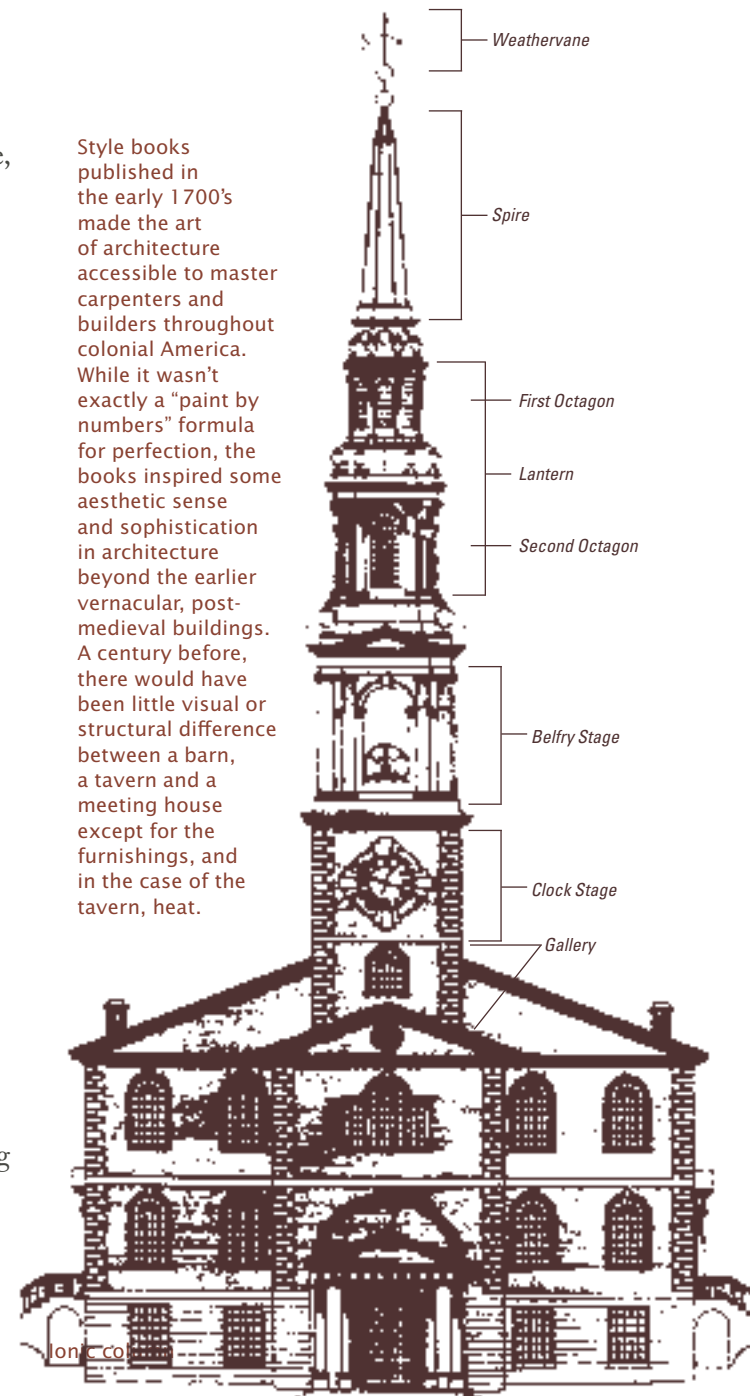 Style books
published in
the early 1700's
made the art
of architecture
accessible to master
carpenters and
builders throughout
colonial America.
While it wasn't
exactly a “paint by
numbers” formula
for perfection, the
books inspired some
aesthetic sense
and sophistication
in architecture
beyond the earlier
vernacular, post-
medieval buildings.
A century before,
there would have
been little visual or
structural difference
between a barn,
a tavern and a
meeting house
except for the
furnishings, and
in the case of the
tavern, heat.
Weathervane
Spire
First Octagon
Lantern
Second Octagon
Belfry Stage
Clock Stage
Gallery
Ionic